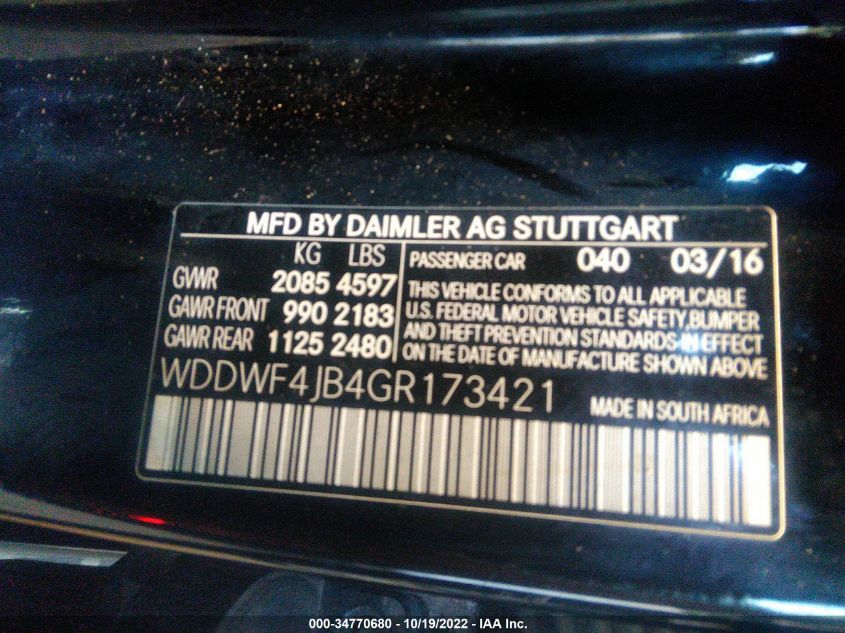 MFD BY DAIMLER AG STUTTGART
KG LBS
GVWR 2085 4597
GAWR FRONT 990 2183
GAWR REAR 1125 2480
PASSENGER CAR 040 03/16
THIS VEHICLE CONFORMS TO ALL APPLICABLE
U.S. FEDERAL MOTOR VEHICLE SAFETY,BUMPER
AND THEFT PREVENTION STANDARDS IN EFFECT
ON THE DATE OF MANUFACTURE SHOWN ABOVE
WDDWF4JB4GR173421
MADE IN SOUTH AFRICA
000-34770680 - 10/19/2022 - IAA Inc.